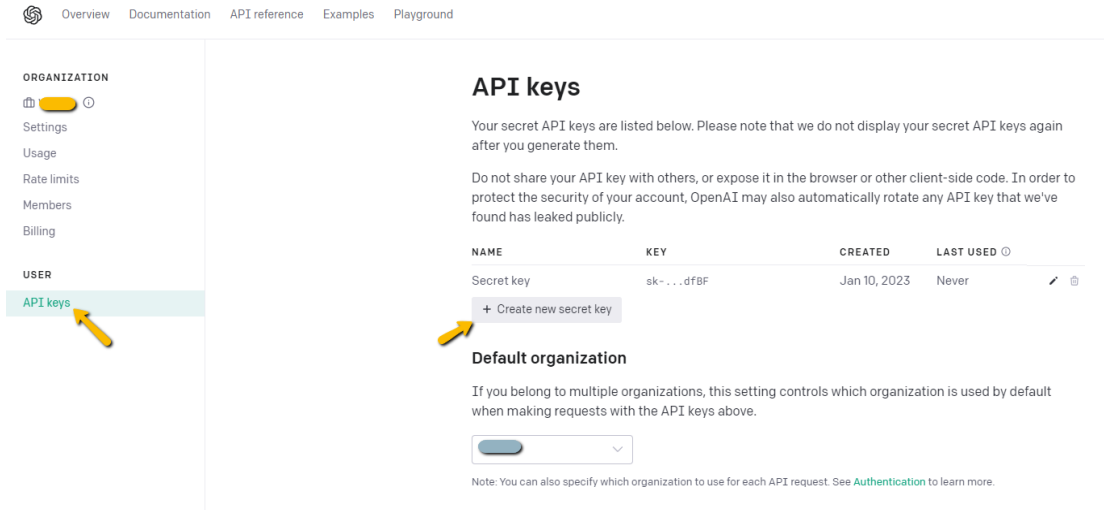 Overview Documentation API reference Examples Playground
ORGANIZATION
Settings
Usage
Rate limits
Members
Billing
USER
API keys
API keys
Your secret API keys are listed below. Please note that we do not display your secret API keys again
after you generate them.
Do not share your API key with others, or expose it in the browser or other client-side code. In order to
protect the security of your account, OpenAI may also automatically rotate any API key that we've
found has leaked publicly.
NAME KEY CREATED LAST USED
Secret key sk-...dfBF Jan 10, 2023 Never
+ Create new secret key
Default organization
If you belong to multiple organizations, this setting controls which organization is used by default
when making requests with the API keys above.
Note: You can also specify which organization to use for each API request. See Authentication to learn more.